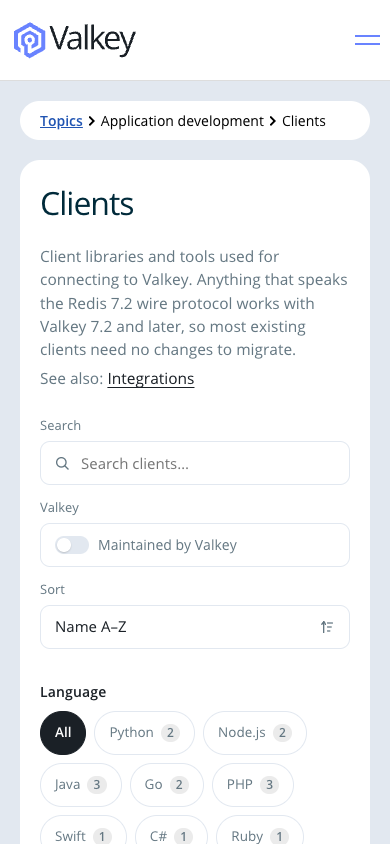 Valkey
Topics > Application development > Clients
Clients
Client libraries and tools used for
connecting to Valkey. Anything that speaks
the Redis 7.2 wire protocol works with
Valkey 7.2 and later, so most existing
clients need no changes to migrate.
See also: Integrations
Search
Search clients...
Valkey
Maintained by Valkey
Sort
Name A–Z
Language
All Python 2 Node.js 2
Java 3 Go 2 PHP 3
Swift 1 C# 1 Ruby 1